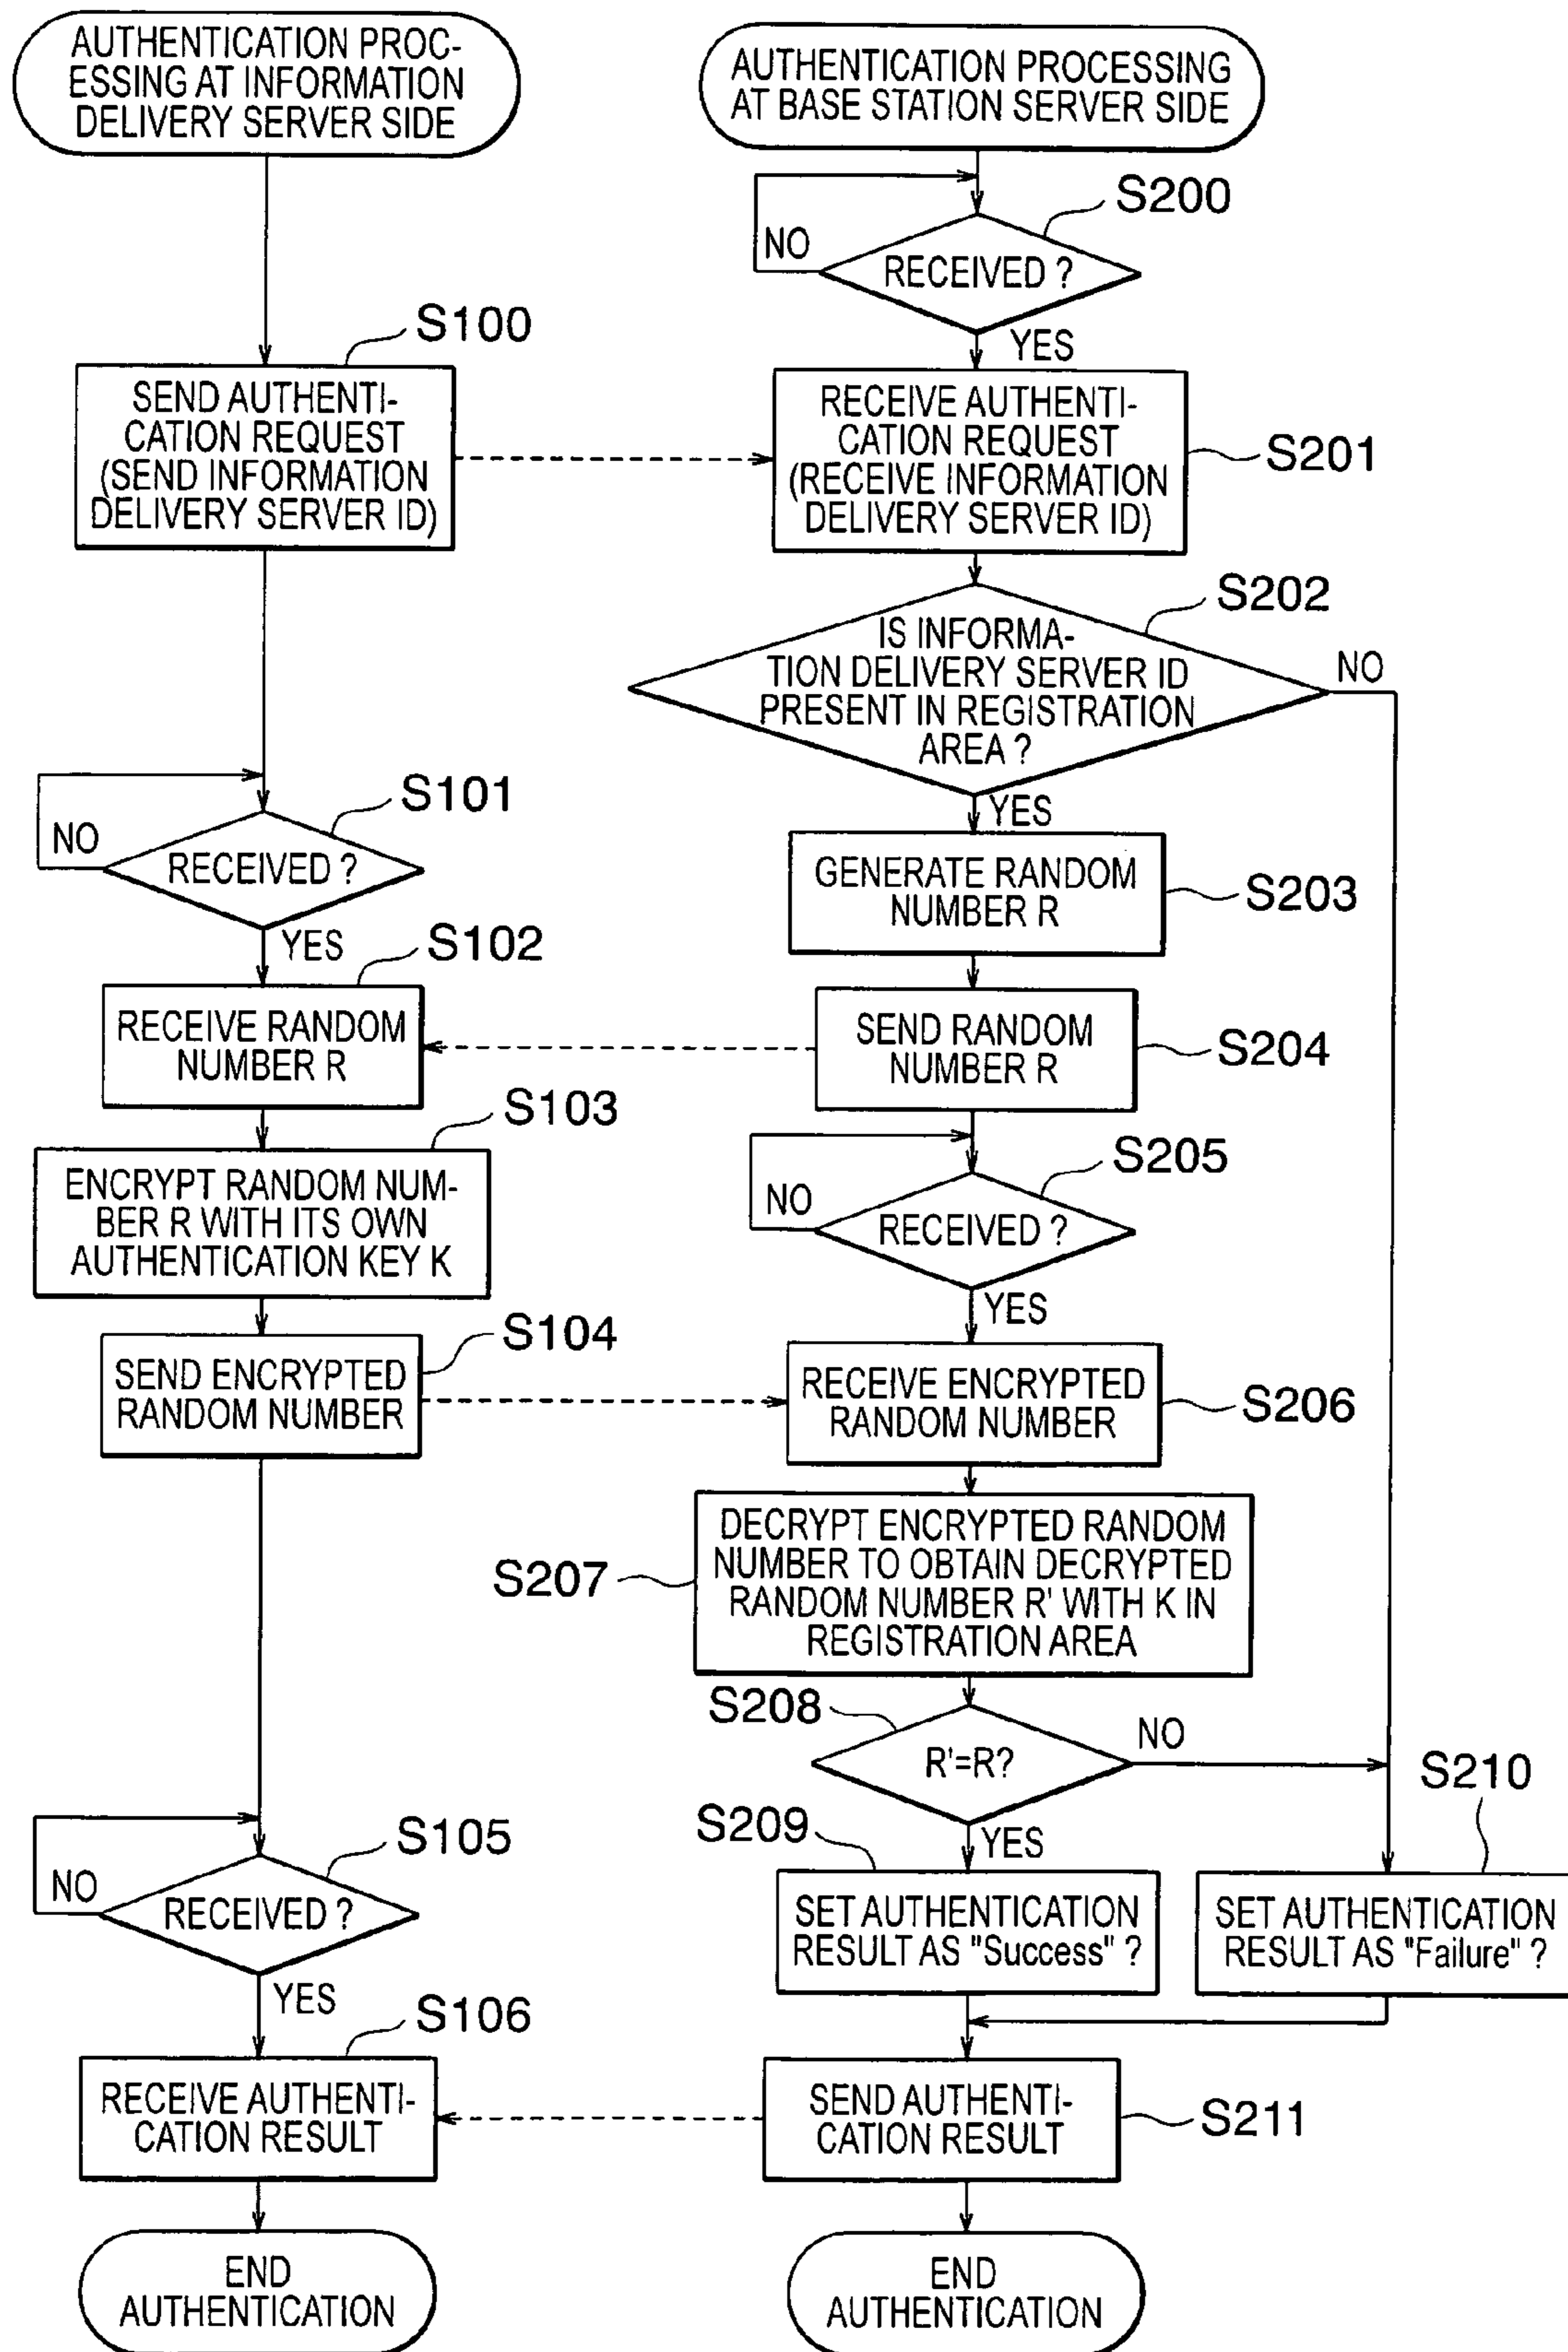 AUTHENTICATION PROC-
ESSING AT INFORMATION
DELIVERY SERVER SIDE
S100
SEND AUTHENTI-
CATION REQUEST
(SEND INFORMATION
DELIVERY SERVER ID)
S101
NO
RECEIVED ?
YES
S102
RECEIVE RANDOM
NUMBER R
S103
ENCRYPT RANDOM NUM-
BER R WITH ITS OWN
AUTHENTICATION KEY K
S104
SEND ENCRYPTED
RANDOM NUMBER
S105
NO
RECEIVED ?
YES
S106
RECEIVE AUTHENTI-
CATION RESULT
END
AUTHENTICATION
AUTHENTICATION PROCESSING
AT BASE STATION SERVER SIDE
S200
NO
RECEIVED ?
YES
RECEIVE AUTHENTI-
CATION REQUEST
(RECEIVE INFORMATION
DELIVERY SERVER ID)
S201
S202
IS INFORMA-
TION DELIVERY SERVER ID
PRESENT IN REGISTRATION
AREA ?
NO
YES
GENERATE RANDOM
NUMBER R
S203
SEND RANDOM
NUMBER R
S204
S205
NO
RECEIVED ?
YES
RECEIVE ENCRYPTED
RANDOM NUMBER
S206
DECRYPT ENCRYPTED RANDOM
NUMBER TO OBTAIN DECRYPTED
RANDOM NUMBER R' WITH K IN
REGISTRATION AREA
S207
S208
R'=R?
NO
YES
S209
SET AUTHENTICATION
RESULT AS "Success" ?
S210
SET AUTHENTICATION
RESULT AS "Failure" ?
SEND AUTHENTI-
CATION RESULT
S211
END
AUTHENTICATION